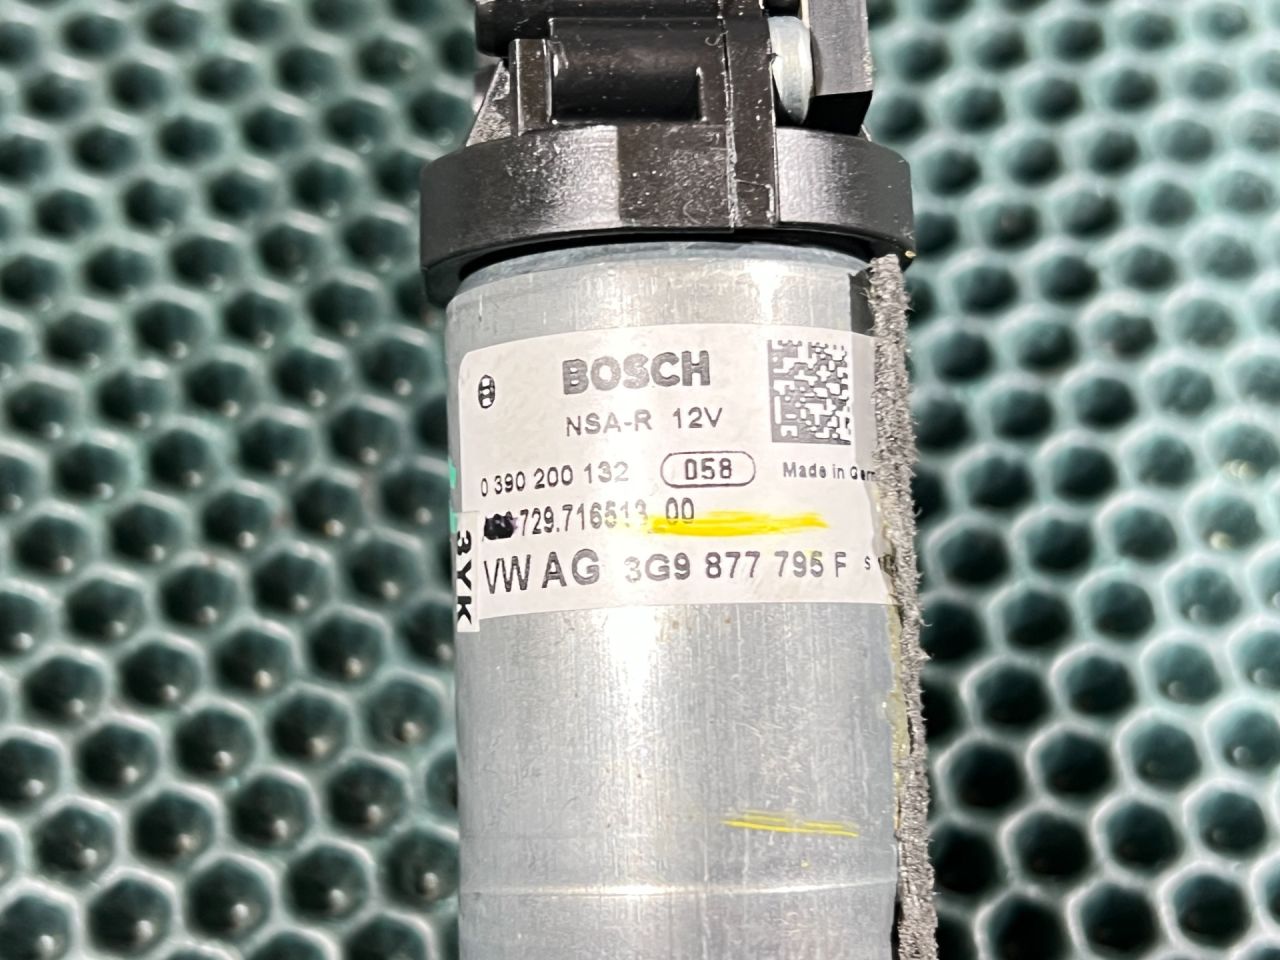 BOSCH
NSA-R 12V
0 390 200 132 058 Made in Germ
729.716513 00
VW AG 3G9 877 795 F
3YK